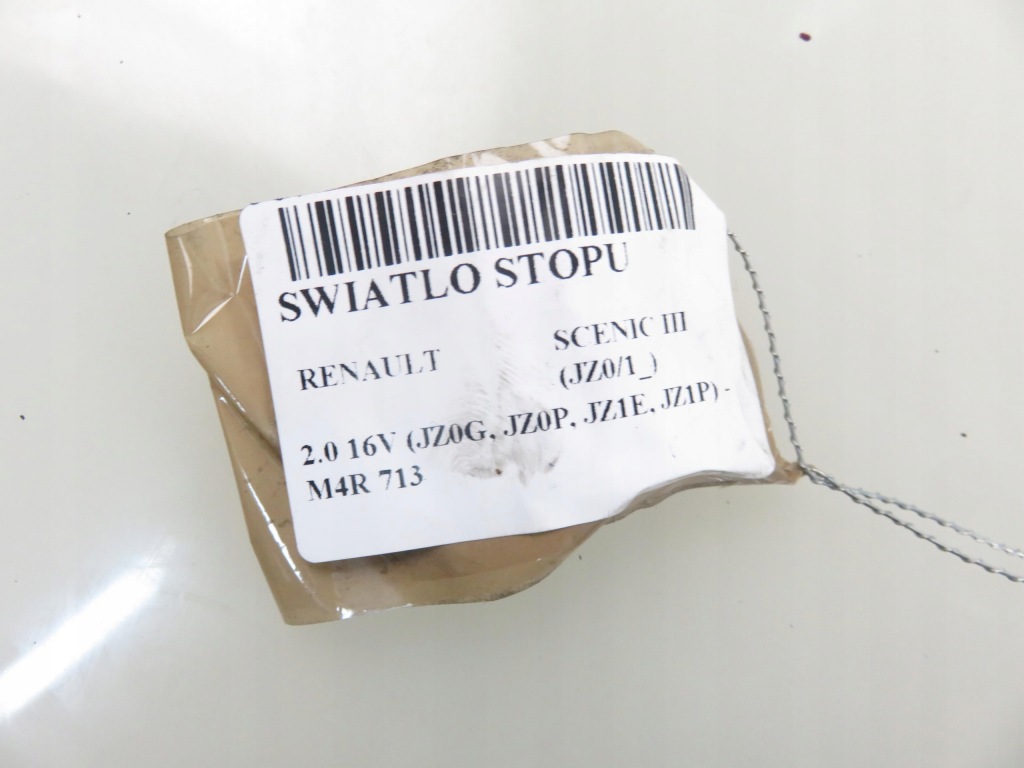 SWIATLO STOPU
RENAULT SCENIC III
(JZ0/1_)
2.0 16V (JZ0G, JZ0P, JZ1E, JZ1P) -
M4R 713